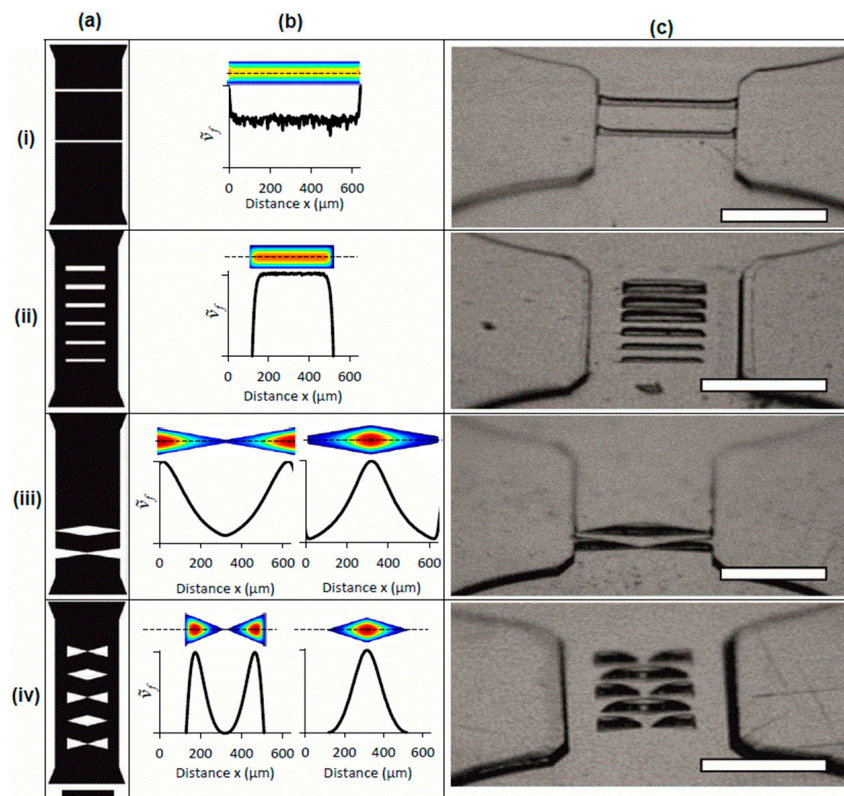 (a) (b) (c)
(i)
ṽf
0 200 400 600
Distance x (µm)
(ii)
ṽf
0 200 400 600
Distance x (µm)
(iii)
ṽf
0 200 400 600 0 200 400 600
Distance x (µm) Distance x (µm)
(iv)
ṽf
0 200 400 600 0 200 400 600
Distance x (µm) Distance (µm)